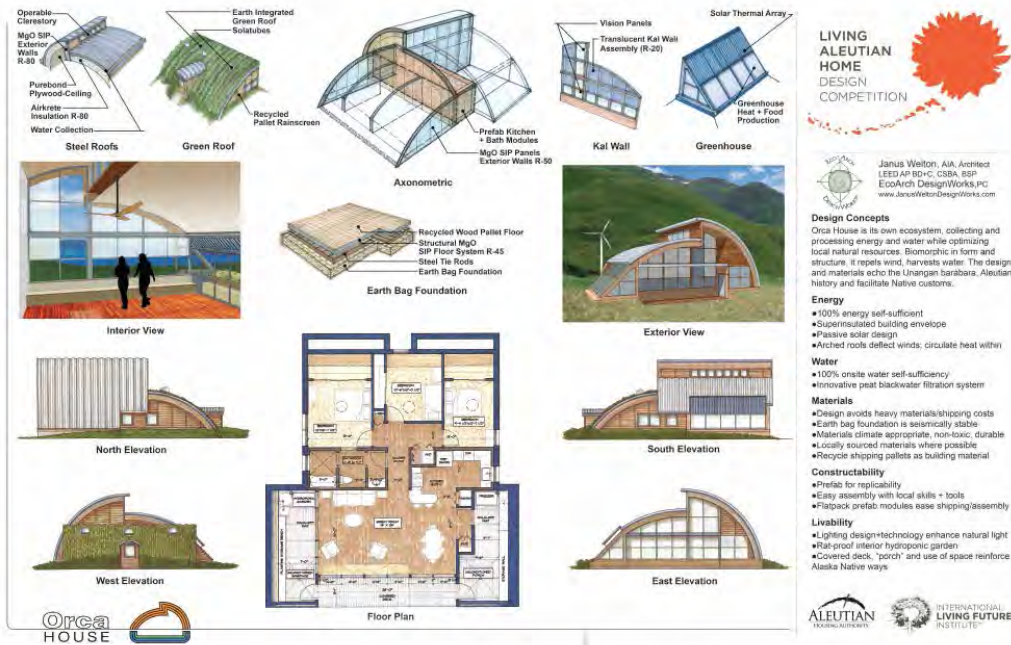 Operable
Clerestory
MgO SIP
Exterior
Walls
R-80
Purebond
Plywood-Ceiling
Airkrete
Insulation R-80
Water Collection
Steel Roofs
Earth Integrated
Green Roof
Solatubes
Recycled
Pallet Rainscreen
Green Roof
Prefab Kitchen
+ Bath Modules
MgO SIP Panels
Exterior Walls R-50
Axonometric
Vision Panels
Translucent Kal Wall
Assembly (R-20)
Kal Wall
Solar Thermal Array
Greenhouse
Heat + Food
Production
Greenhouse
Interior View
Recycled Wood Pallet Floor
Structural MgO
SIP Floor System R-45
Steel Tie Rods
Earth Bag Foundation
Earth Bag Foundation
Exterior View
North Elevation
South Elevation
West Elevation
East Elevation
BEDROOM
BEDROOM
BEDROOM
Floor Plan
Orca
HOUSE
LIVING
ALEUTIAN
HOME
DESIGN
COMPETITION
ECOARCH
DESIGNWORKS
Janus Welton, AIA, Architect
LEED AP BD+C, CSBA, BSP
EcoArch DesignWorks,PC
www.JanusWeltonDesignWorks.com
Design Concepts
Orca House is its own ecosystem, collecting and
processing energy and water while optimizing
local natural resources. Biomorphic in form and
structure, it repels wind, harvests water. The design
and materials echo the Unangan barabara. Aleutian
history and facilitate Native customs.
Energy
●100% energy self-sufficient
●Superinsulated building envelope
●Passive solar design
●Arched roofs deflect winds; circulate heat within
Water
●100% onsite water self-sufficiency
●Innovative peat blackwater filtration system
Materials
●Design avoids heavy materials/shipping costs
●Earth bag foundation is seismically stable
●Materials climate appropriate, non-toxic, durable
●Locally sourced materials where possible
●Recycle shipping pallets as building material
Constructability
●Prefab for replicability
●Easy assembly with local skills + tools
●Flatpack prefab modules ease shipping/assembly
Livability
●Lighting design+technology enhance natural light
●Rat-proof interior hydroponic garden
●Covered deck, "porch" and use of space reinforce
Alaska Native ways
ALEUTIAN
HOUSING AUTHORITY
INTERNATIONAL
LIVING FUTURE
INSTITUTE